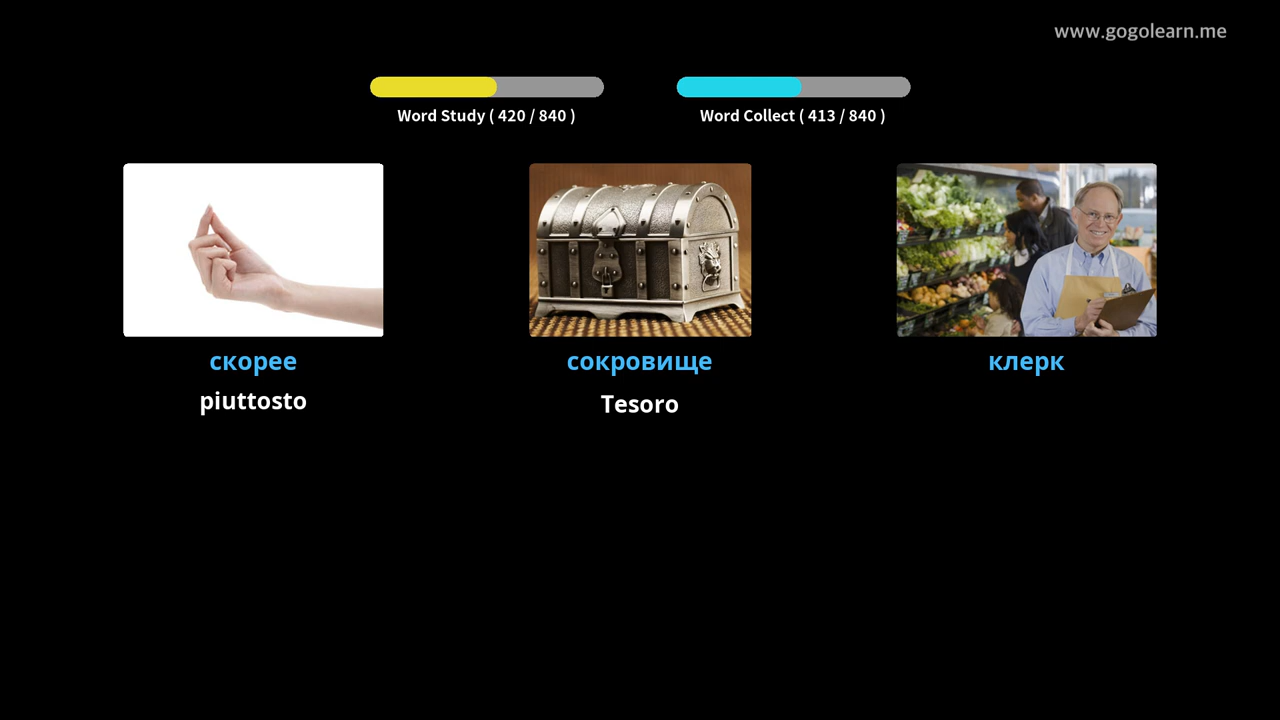 www.gogolearn.me
Word Study ( 420 / 840 )
Word Collect ( 413 / 840 )
скорее
сокровище
клерк
piuttosto
Tesoro